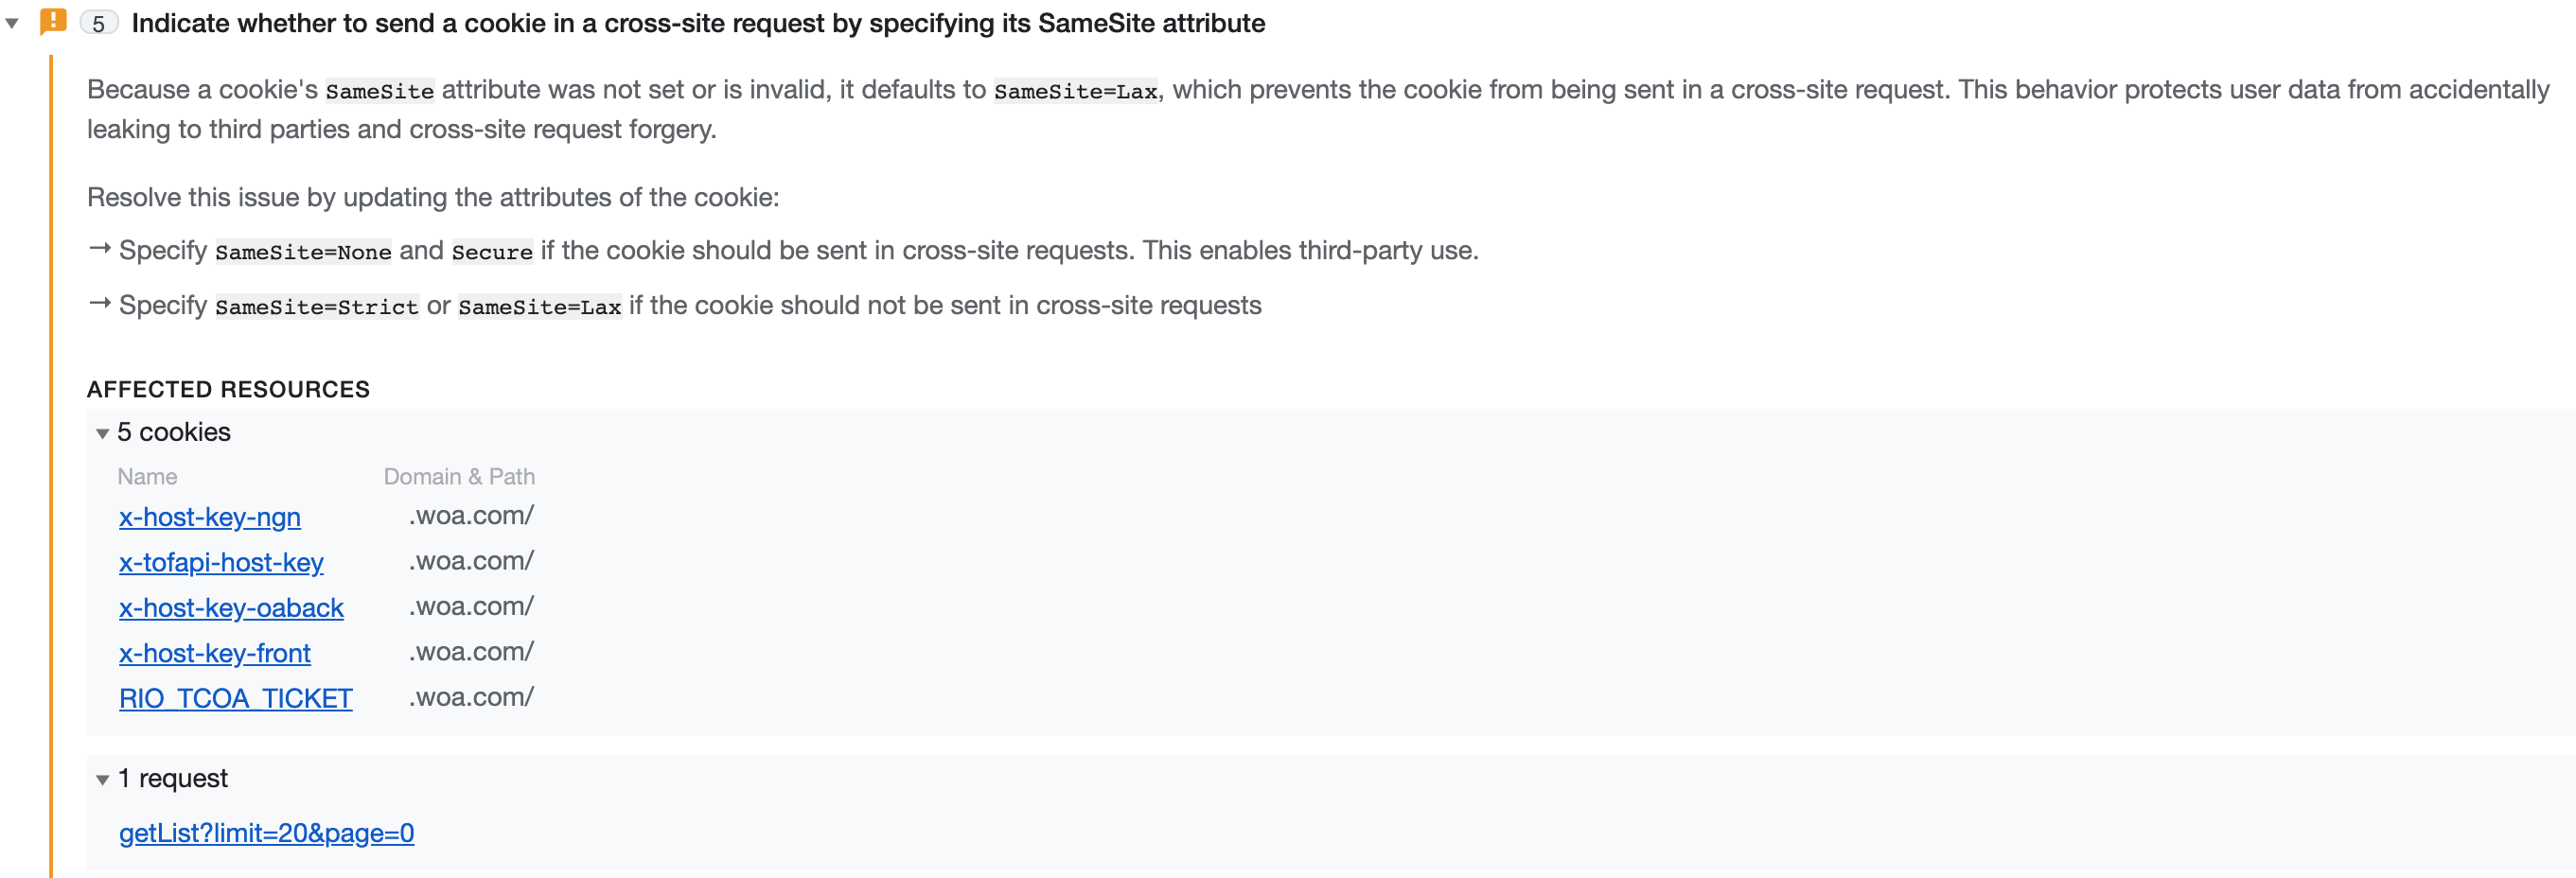 5 Indicate whether to send a cookie in a cross-site request by specifying its SameSite attribute
Because a cookie's SameSite attribute was not set or is invalid, it defaults to SameSite=Lax, which prevents the cookie from being sent in a cross-site request. This behavior protects user data from accidentally
leaking to third parties and cross-site request forgery.
Resolve this issue by updating the attributes of the cookie:
→ Specify SameSite=None and Secure if the cookie should be sent in cross-site requests. This enables third-party use.
→ Specify SameSite=Strict or SameSite=Lax if the cookie should not be sent in cross-site requests
AFFECTED RESOURCES
5 cookies
Name Domain & Path
x-host-key-ngn .woa.com/
x-tofapi-host-key .woa.com/
x-host-key-oaback .woa.com/
x-host-key-front .woa.com/
RIO_TCOA_TICKET .woa.com/
1 request
getList?limit=20&page=0